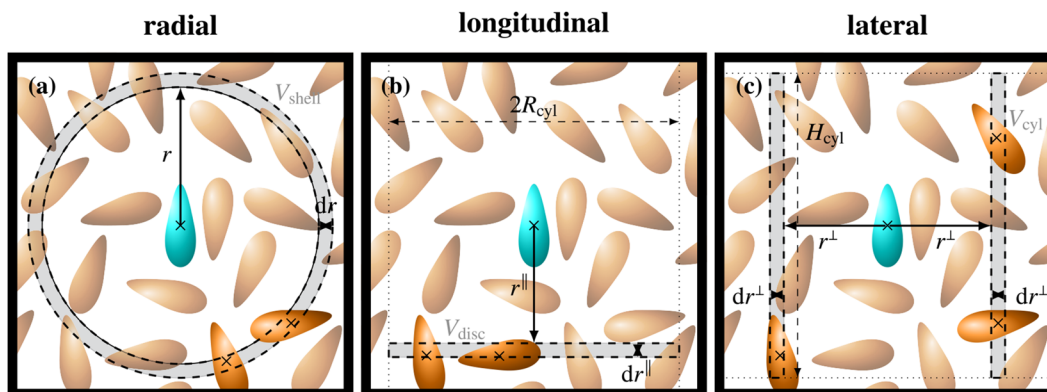 radial longitudinal lateral
(a) V_shell
r
dr
(b) 2R_cyl
r^∥
V_disc
dr^∥
(c) H_cyl V_cyl
r^⊥ r^⊥
dr^⊥ dr^⊥